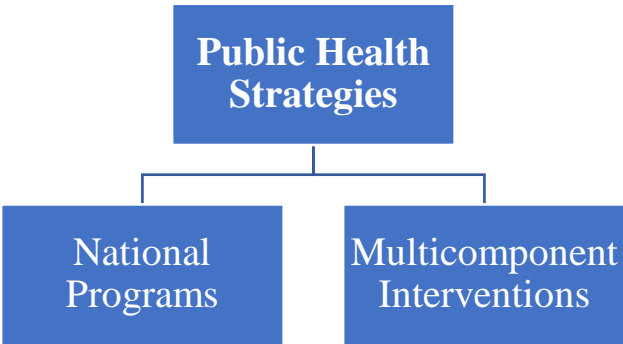 Public Health
Strategies
National
Programs
Multicomponent
Interventions